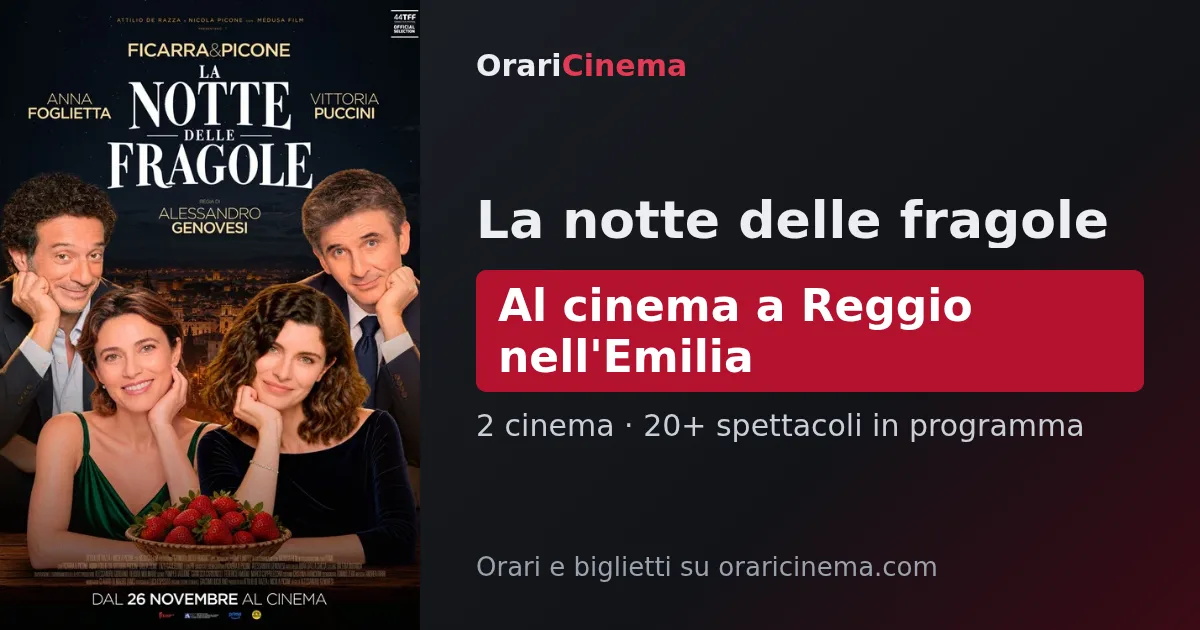 ATTILIO DE RAZZA e NICOLA PICONE con MEDUSA FILM
44TFF
OFFICIAL
SELECTION
FICARRA&PICONE
LA
NOTTE
DELLE
FRAGOLE
ANNA
FOGLIETTA
VITTORIA
PUCCINI
REGIA DI
ALESSANDRO
GENOVESI
DAL 26 NOVEMBRE AL CINEMA
OrariCinema
La notte delle fragole
Al cinema a Reggio
nell'Emilia
2 cinema · 20+ spettacoli in programma
Orari e biglietti su oraricinema.com